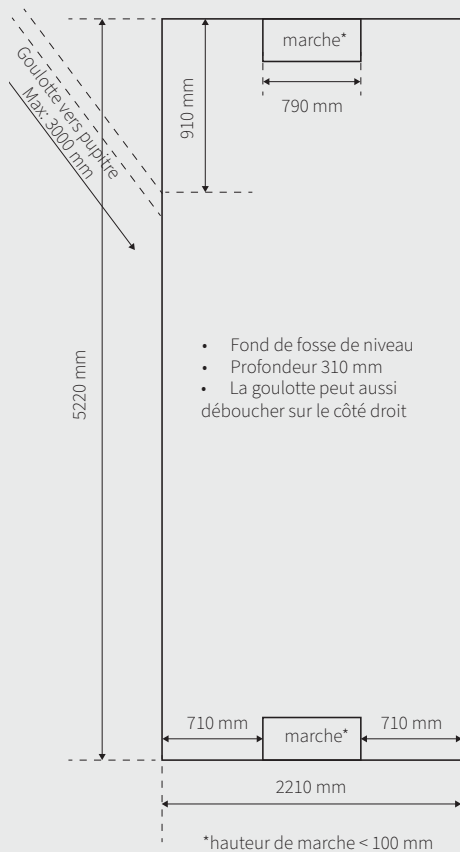 marche*
790 mm
910 mm
Goulotte vers pupitre
Max: 3000 mm
5220 mm
• Fond de fosse de niveau
• Profondeur 310 mm
• La goulotte peut aussi
déboucher sur le côté droit
710 mm
marche*
710 mm
2210 mm
*hauteur de marche < 100 mm